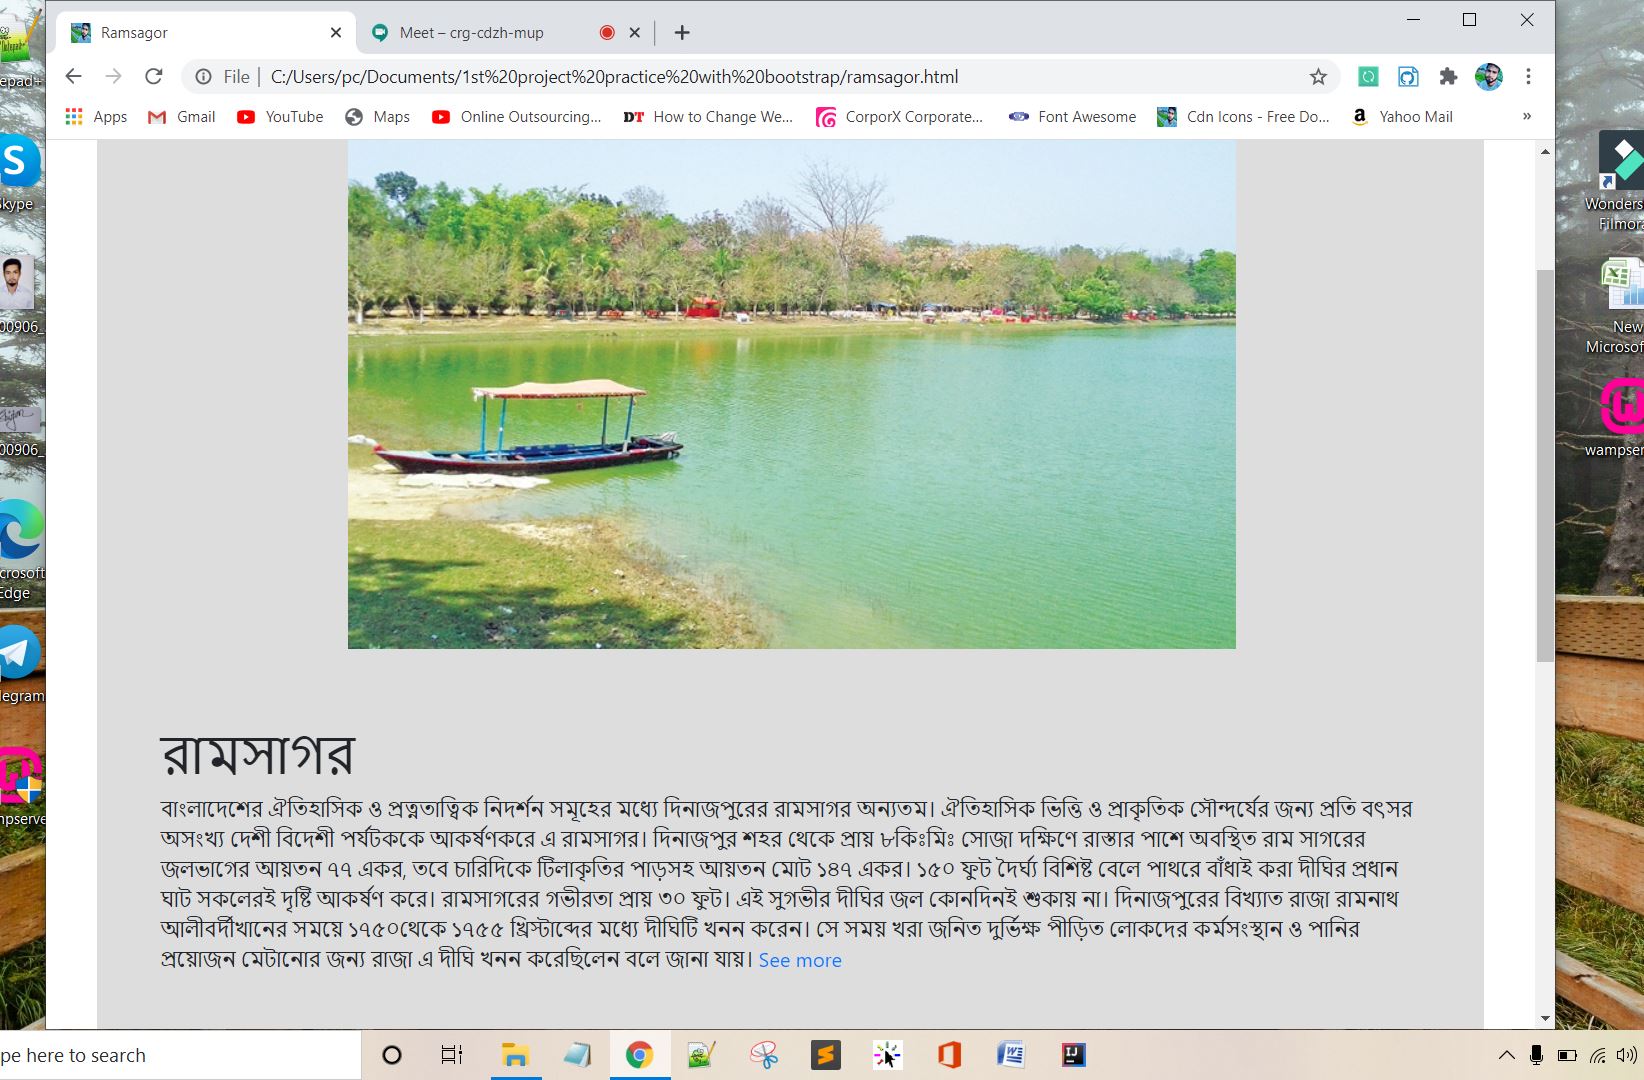 Ramsagor
Meet – crg-cdzh-mup
File
C:/Users/pc/Documents/1st%20project%20practice%20with%20bootstrap/ramsagor.html
Apps
Gmail
YouTube
Maps
Online Outsourcing...
DT
How to Change We...
CorporX Corporate...
Font Awesome
Cdn Icons - Free Do...
Yahoo Mail
»
রামসাগর
বাংলাদেশের ঐতিহাসিক ও প্রত্নতাত্বিক নিদর্শন সমূহের মধ্যে দিনাজপুরের রামসাগর অন্যতম। ঐতিহাসিক ভিত্তি ও প্রাকৃতিক সৌন্দর্যের জন্য প্রতি বৎসর
অসংখ্য দেশী বিদেশী পর্যটককে আকর্ষণকরে এ রামসাগর। দিনাজপুর শহর থেকে প্রায় ৮কিঃমিঃ সোজা দক্ষিণে রাস্তার পাশে অবস্থিত রাম সাগরের
জলভাগের আয়তন ৭৭ একর, তবে চারিদিকে টিলাকৃতির পাড়সহ আয়তন মোট ১৪৭ একর। ১৫০ ফুট দৈর্ঘ্য বিশিষ্ট বেলে পাথরে বাঁধাই করা দীঘির প্রধান
ঘাট সকলেরই দৃষ্টি আকর্ষণ করে। রামসাগরের গভীরতা প্রায় ৩০ ফুট। এই সুগভীর দীঘির জল কোনদিনই শুকায় না। দিনাজপুরের বিখ্যাত রাজা রামনাথ
আলীবর্দীখানের সময়ে ১৭৫০থেকে ১৭৫৫ খ্রিস্টাব্দের মধ্যে দীঘিটি খনন করেন। সে সময় খরা জনিত দুর্ভিক্ষ পীড়িত লোকদের কর্মসংস্থান ও পানির
প্রয়োজন মেটানোর জন্য রাজা এ দীঘি খনন করেছিলেন বলে জানা যায়। See more
epad+
kype
00906_
00906_
crosoft
Edge
legram
mpserve
Wonders
Filmora
New
Microsof
wampser
pe here to search